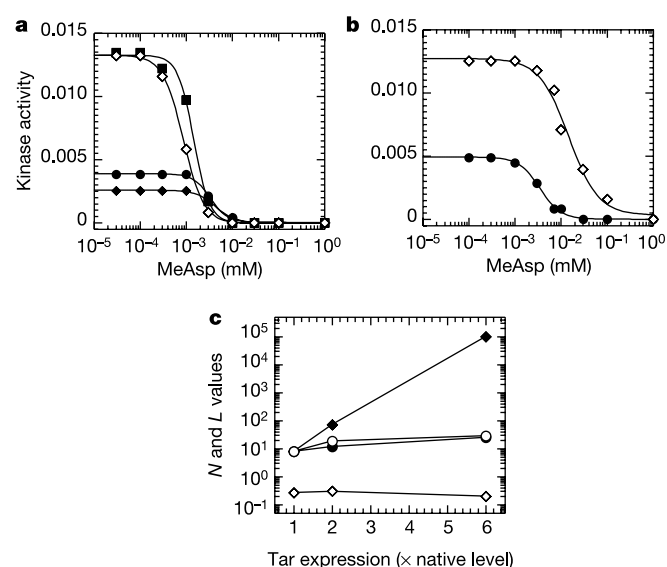 a
0.015
0.010
0.005
0
Kinase activity
10⁻⁵ 10⁻⁴ 10⁻³ 10⁻² 10⁻¹ 10⁰
MeAsp (mM)
b
0.015
0.010
0.005
0
10⁻⁵ 10⁻⁴ 10⁻³ 10⁻² 10⁻¹ 10⁰
MeAsp (mM)
c
10⁵
10⁴
10³
10²
10¹
10⁰
10⁻¹
N and L values
1 2 3 4 5 6
Tar expression (× native level)